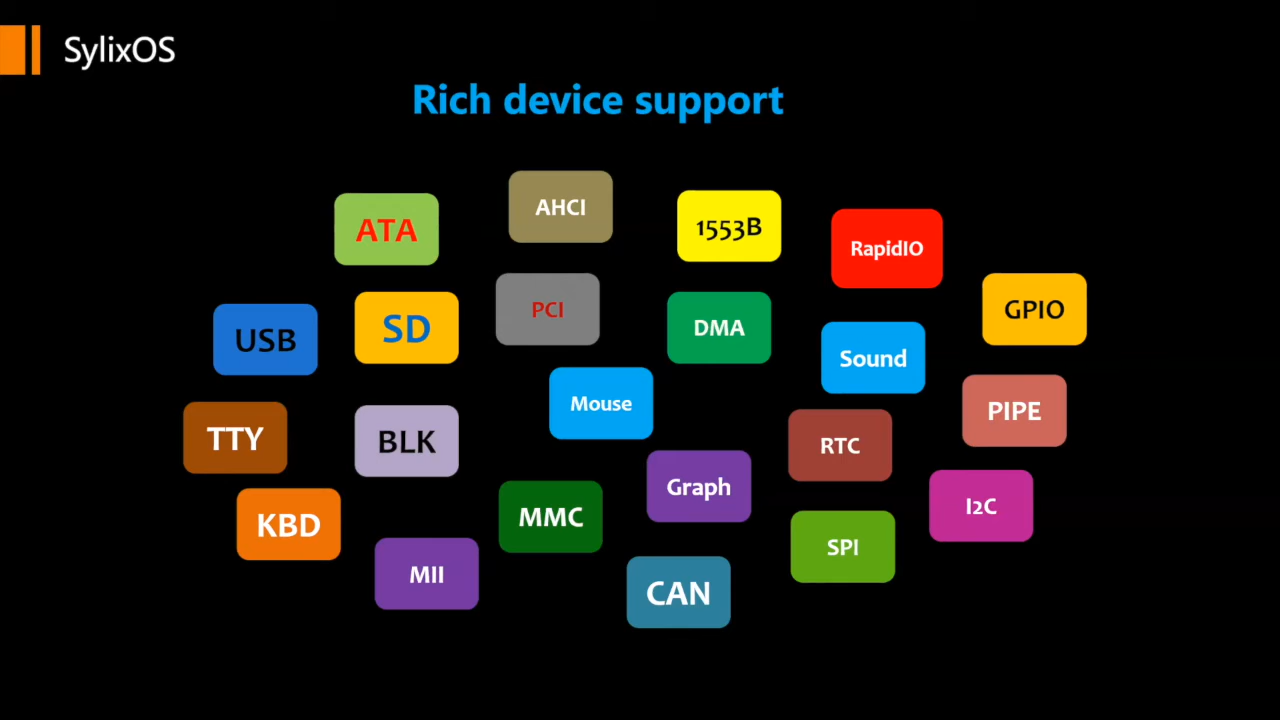 SylixOS
Rich device support
AHCI
ATA
1553B
RapidIO
PCI
GPIO
SD
DMA
USB
Sound
Mouse
PIPE
TTY
BLK
RTC
Graph
I2C
MMC
KBD
SPI
MII
CAN